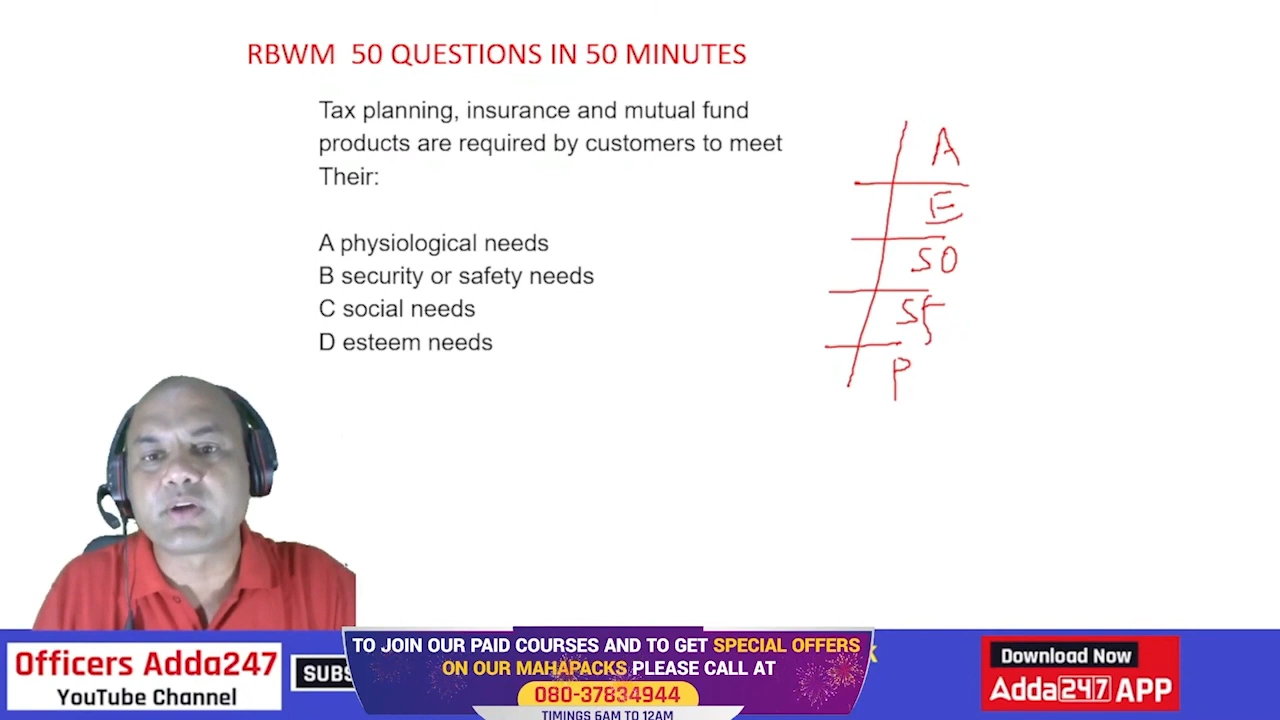 RBWM 50 QUESTIONS IN 50 MINUTES
Tax planning, insurance and mutual fund
products are required by customers to meet
Their:
A physiological needs
B security or safety needs
C social needs
D esteem needs
A
E
SO
SF
P
Officers Adda247
YouTube Channel
SUBS
TO JOIN OUR PAID COURSES AND TO GET SPECIAL OFFERS
ON OUR MAHAPACKS PLEASE CALL AT
080-37834944
TIMINGS 6AM TO 12AM
Download Now
Adda247 APP